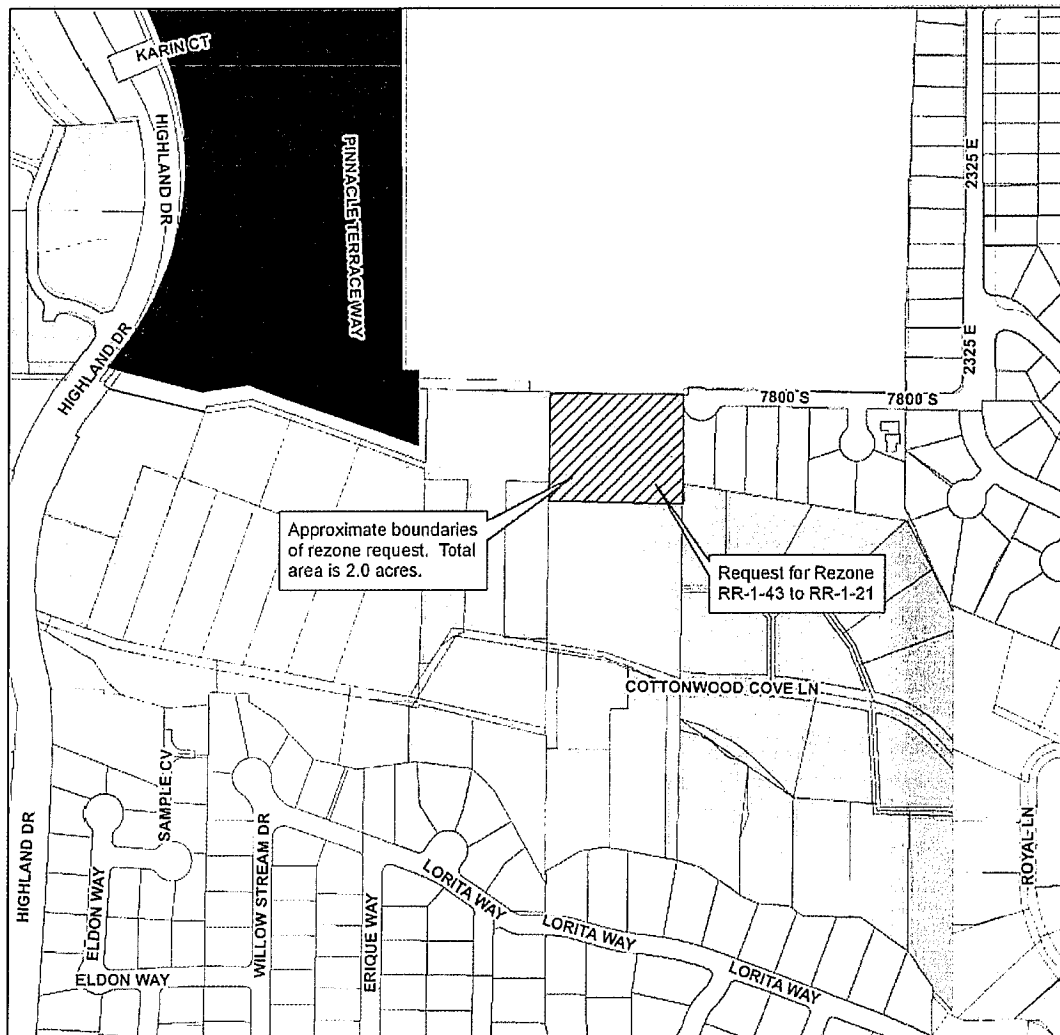 KARIN CT
HIGHLAND DR
PINNACLE TERRACE WAY
2325 E
HIGHLAND DR
2325 E
7800 S
7800 S
Approximate boundaries
of rezone request. Total
area is 2.0 acres.
Request for Rezone
RR-1-43 to RR-1-21
COTTONWOOD COVE LN
SAMPLE CV
HIGHLAND DR
ELDON WAY
WILLOW STREAM DR
ERIQUE WAY
LORITA WAY
LORITA WAY
LORITA WAY
ROYAL LN
ELDON WAY